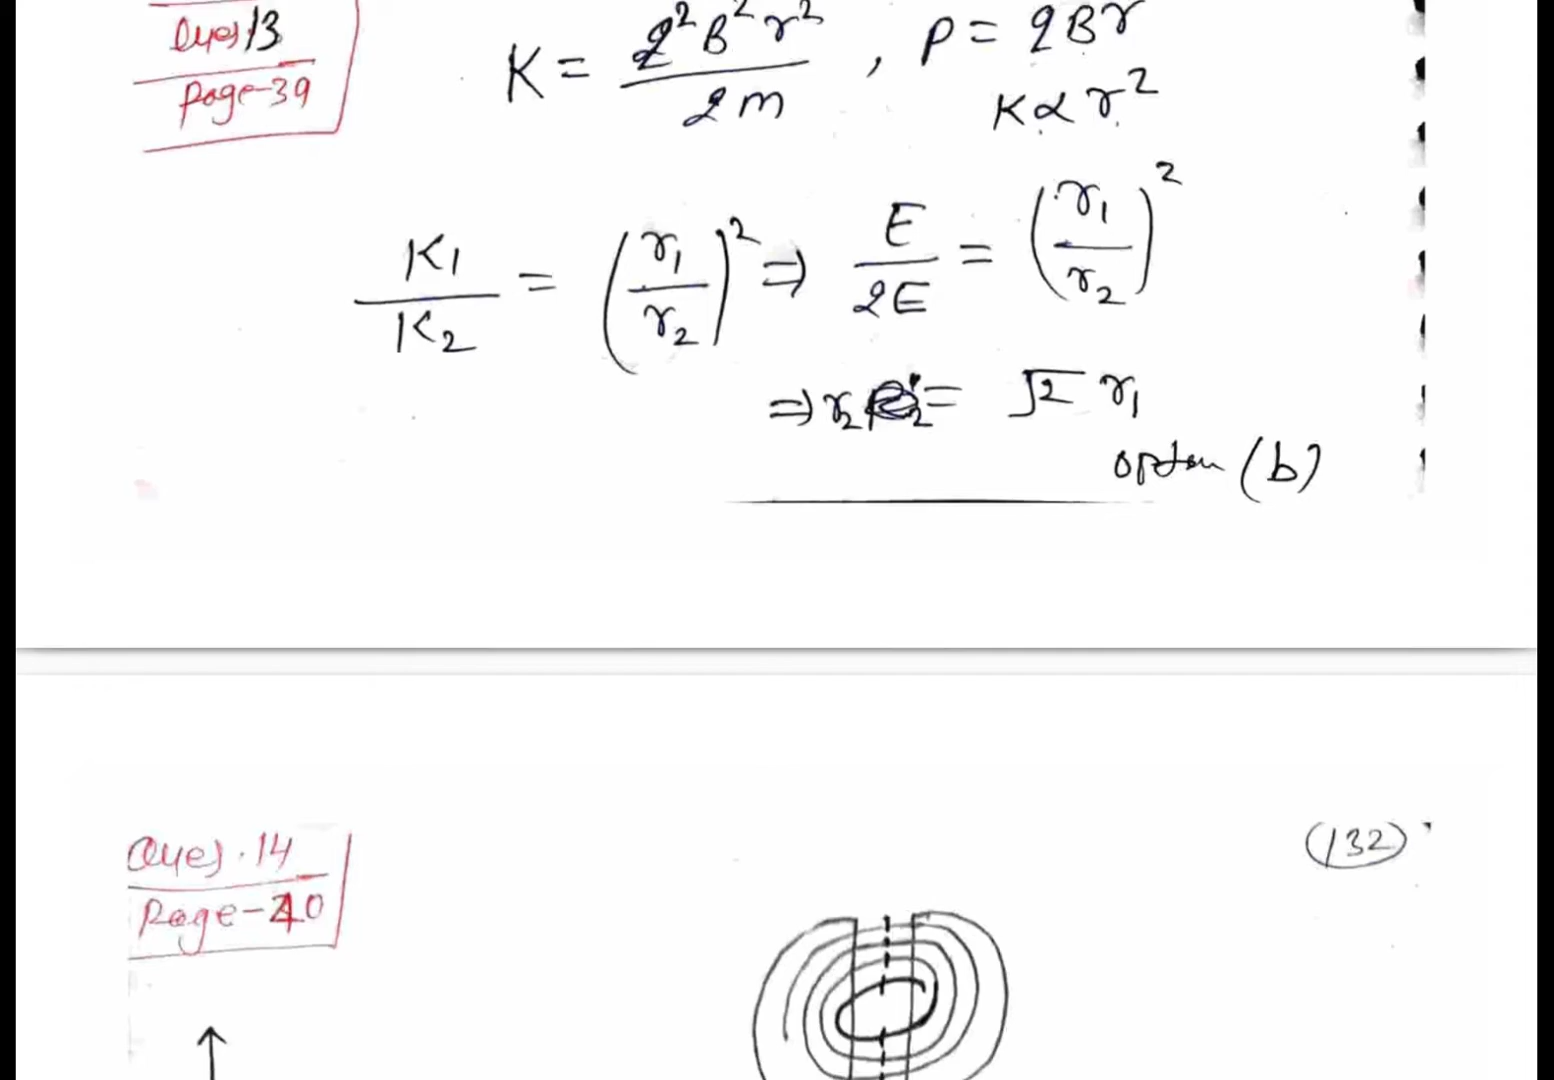 Ques 13
Page-39
K = q²B²r² / 2m , P = qBr
K ∝ r²
K₁/K₂ = (r₁/r₂)² ⇒ E/2E = (r₁/r₂)²
⇒ r₂ = √2 r₁
option (b)
Ques. 14
Page-40
(132)